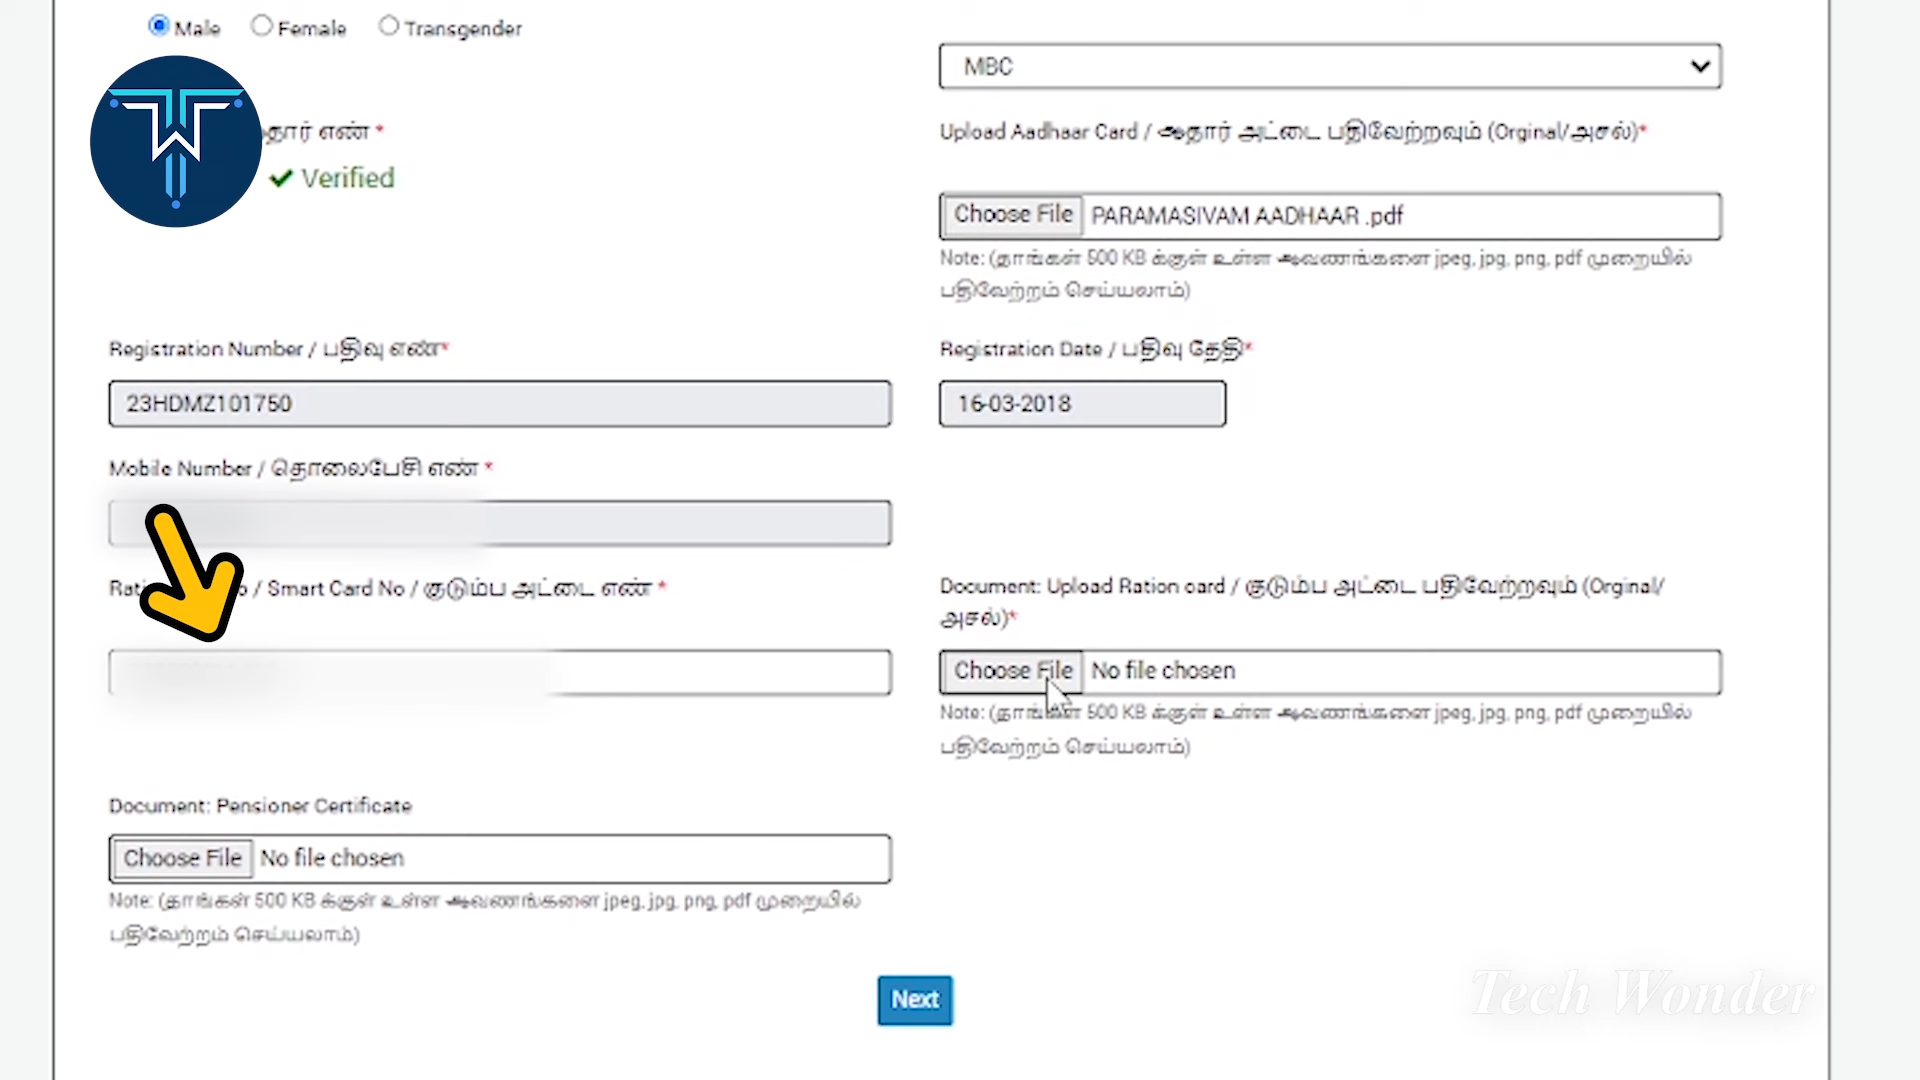 Male Female Transgender
MBC
தார் எண் *
Verified
Upload Aadhaar Card / ஆதார் அட்டை பதிவேற்றவும் (Orginal/அசல்)*
Choose File PARAMASIVAM AADHAAR .pdf
Note: (தாங்கள் 500 KB க்குள் உள்ள ஆவணங்களை jpeg, jpg, png, pdf முறையில்
பதிவேற்றம் செய்யலாம்)
Registration Number / பதிவு எண்*
23HDMZ101750
Registration Date / பதிவு தேதி*
16-03-2018
Mobile Number / தொலைபேசி எண் *
/ Smart Card No / குடும்ப அட்டை எண் *
Document: Upload Ration card / குடும்ப அட்டை பதிவேற்றவும் (Orginal/
அசல்)*
Choose File No file chosen
Note: (தாங்கள் 500 KB க்குள் உள்ள ஆவணங்களை jpeg, jpg, png, pdf முறையில்
பதிவேற்றம் செய்யலாம்)
Document: Pensioner Certificate
Choose File No file chosen
Note: (தாங்கள் 500 KB க்குள் உள்ள ஆவணங்களை jpeg, jpg, png, pdf முறையில்
பதிவேற்றம் செய்யலாம்)
Next
Tech Wonder